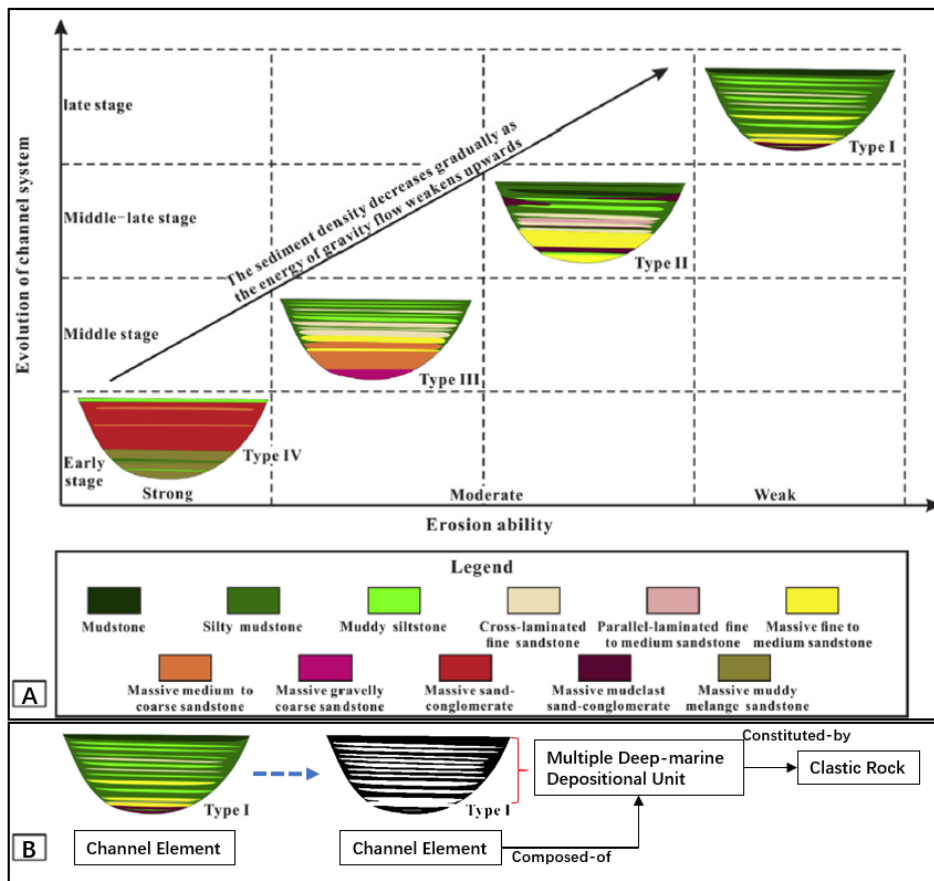 Evolution of channel system
late stage
Type I
Middle-late stage
The sediment density decreases gradually as
the energy of gravity flow weakens upwards
Type II
Middle stage
Type III
Early
stage
Type IV
Strong
Moderate
Weak
Erosion ability
Legend
Mudstone
Silty mudstone
Muddy siltstone
Cross-laminated
fine sandstone
Parallel-laminated fine
to medium sandstone
Massive fine to
medium sandstone
Massive medium to
coarse sandstone
Massive gravelly
coarse sandstone
Massive sand-
conglomerate
Massive mudclast
sand-conglomerate
Massive muddy
melange sandstone
A
Type I
Channel Element
Type I
Channel Element
Composed-of
Multiple Deep-marine
Depositional Unit
Constituted-by
Clastic Rock
B